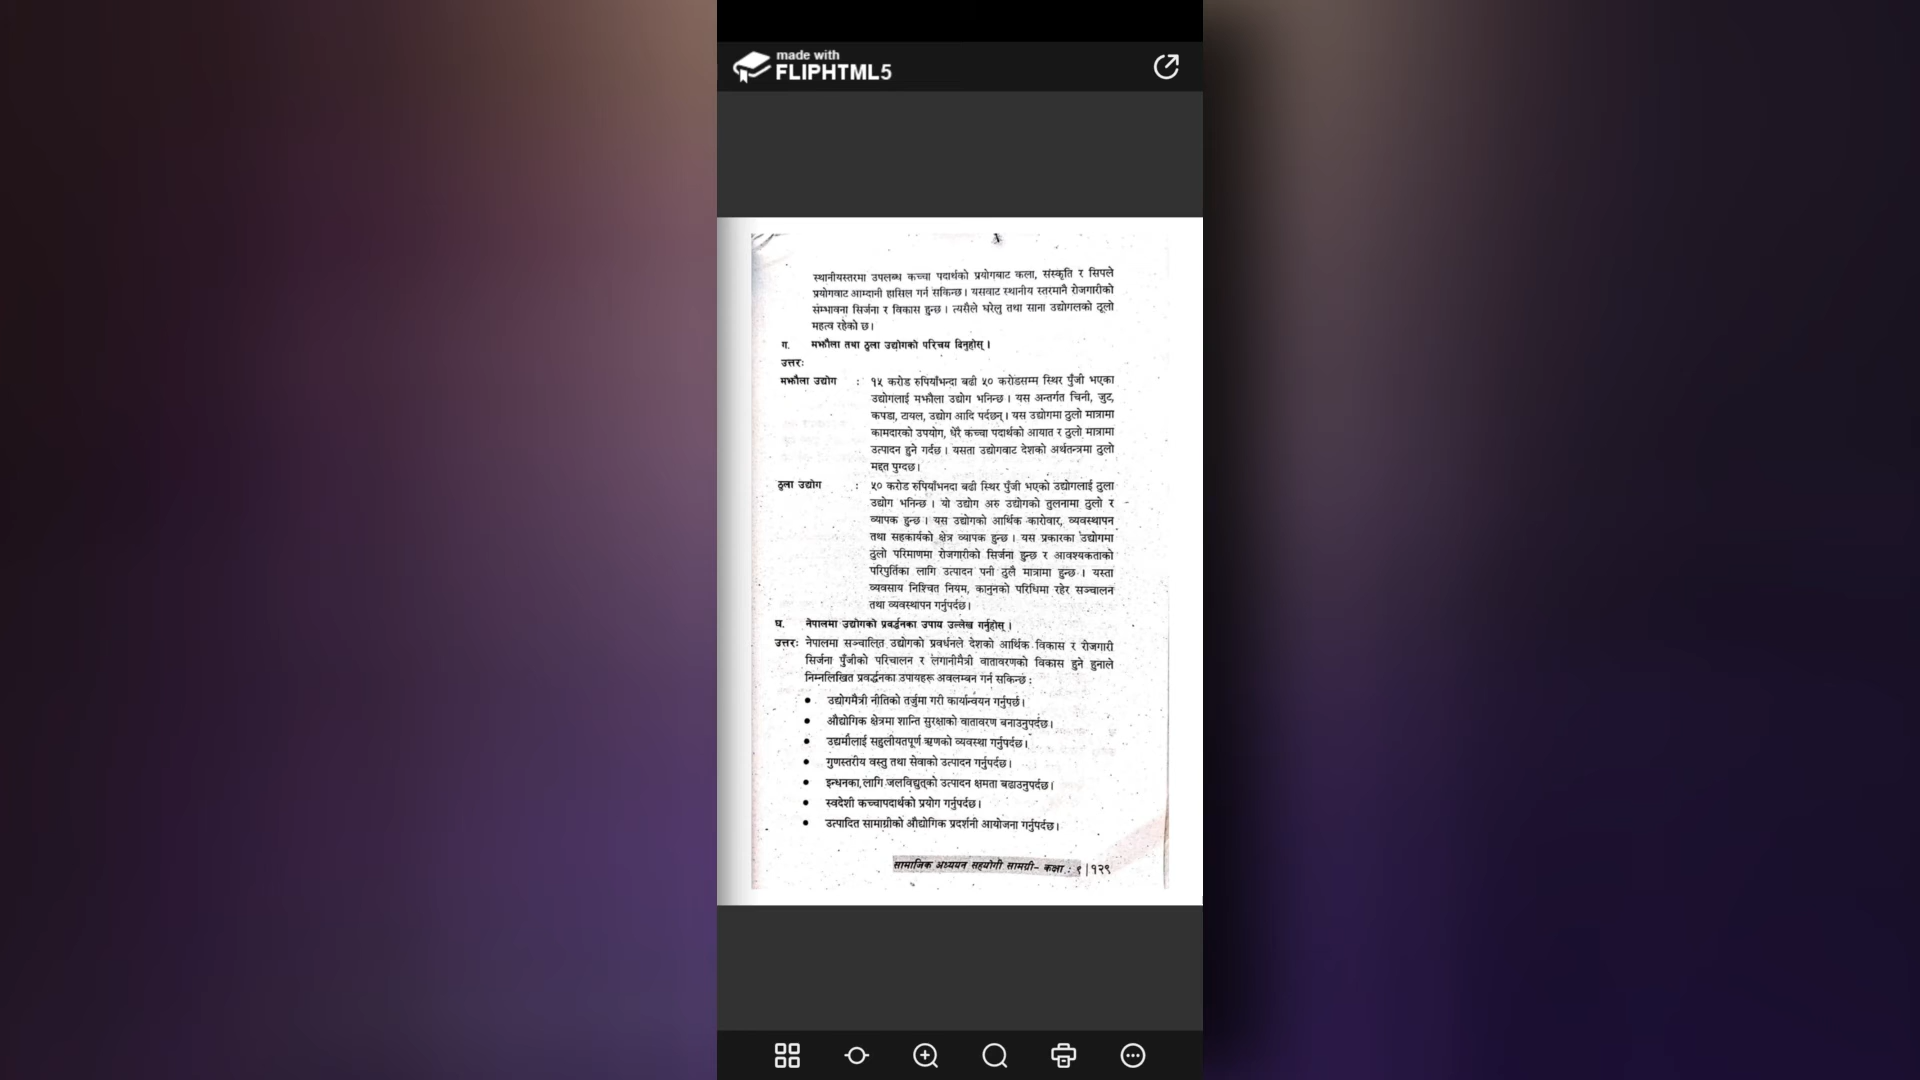 made with
FLIPHTML5
स्थानीयस्तरमा उपलब्ध कच्चा पदार्थको प्रयोगबाट कला, संस्कृति र सिपले
प्रयोगबाट आम्दानी हासिल गर्न सकिन्छ। यसबाट स्थानीय स्तरमानै रोजगारीको
सम्भावना सिर्जना र विकास हुन्छ । त्यसैले घरेलु तथा साना उद्योगलको ठूलो
महत्व रहेको छ।
ग. मझौला तथा ठुला उद्योगको परिचय दिनुहोस् ।
उत्तरः
मझौला उद्योग : १५ करोड रुपियाँभन्दा बढी ५० करोडसम्म स्थिर पुँजी भएका
उद्योगलाई मझौला उद्योग भनिन्छ । यस अन्तर्गत चिनी, जुट,
कपडा, टायल, उद्योग आदि पर्दछन् । यस उद्योगमा ठुलो मात्रामा
कामदारको उपयोग, धेरै कच्चा पदार्थको आयात र ठुलो मात्रामा
उत्पादन हुने गर्दछ । यसता उद्योगबाट देशको अर्थतन्त्रमा ठुलो
मद्दत पुग्दछ।
ठुला उद्योग : ५० करोड रुपियाँभनदा बढी स्थिर पुँजी भएको उद्योगलाई ठुला
उद्योग भनिन्छ । यो उद्योग अरु उद्योगको तुलनामा ठुलो र
व्यापक हुन्छ । यस उद्योगको आर्थिक कारोवार, व्यवस्थापन
तथा सहकार्यको क्षेत्र व्यापक हुन्छ । यस प्रकारका उद्योगमा
ठुलो परिमाणमा रोजगारीको सिर्जना हुन्छ र आवश्यकताको
परिपुर्तिका लागि उत्पादन पनी ठुलै मात्रामा हुन्छ । यस्ता
व्यवसाय निश्चित नियम, कानुनको परिधिमा रहेर सञ्चालन
तथा व्यवस्थापन गर्नुपर्दछ।
घ. नेपालमा उद्योगको प्रवर्द्धनका उपाय उल्लेख गर्नुहोस् ।
उत्तरः नेपालमा सञ्चालित उद्योगको प्रवर्धनले देशको आर्थिक विकास र रोजगारी
सिर्जना पुँजीको परिचालन र लगानीमैत्री वातावरणको विकास हुने हुनाले
निम्नलिखित प्रवर्द्धनका उपायहरू अवलम्बन गर्न सकिन्छ :
• उद्योगमैत्री नीतिको तर्जुमा गरी कार्यान्वयन गर्नुपर्छ।
• औद्योगिक क्षेत्रमा शान्ति सुरक्षाको वातावरण बनाउनुपर्दछ।
• उद्यमीलाई सहुलीयतपूर्ण ऋणको व्यवस्था गर्नुपर्दछ।
• गुणस्तरीय वस्तु तथा सेवाको उत्पादन गर्नुपर्दछ।
• इन्धनका लागि जलविद्युत्को उत्पादन क्षमता बढाउनुपर्दछ।
• स्वदेशी कच्चापदार्थको प्रयोग गर्नुपर्दछ।
• उत्पादित सामाग्रीको औद्योगिक प्रदर्शनी आयोजना गर्नुपर्दछ।
सामाजिक अध्ययन सहयोगी सामग्री– कक्षा : ९ | १२९